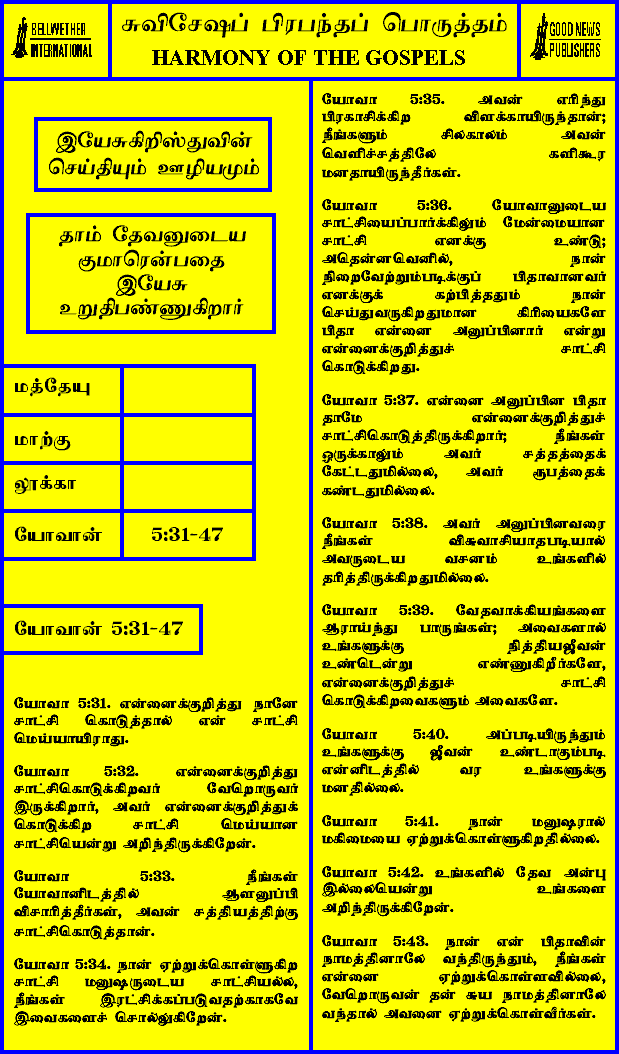 BELLWETHER
INTERNATIONAL
சுவிசேஷப் பிரபந்தப் பொருத்தம்
HARMONY OF THE GOSPELS
GOOD NEWS
PUBLISHERS
இயேசுகிறிஸ்துவின்
செய்தியும் ஊழியமும்
தாம் தேவனுடைய
குமாரென்பதை
இயேசு
உறுதிபண்ணுகிறார்
மத்தேயு
மாற்கு
லூக்கா
யோவான் 5:31-47
யோவான் 5:31-47
யோவா 5:31. என்னைக்குறித்து நானே
சாட்சி கொடுத்தால் என் சாட்சி
மெய்யாயிராது.
யோவா 5:32. என்னைக்குறித்து
சாட்சிகொடுக்கிறவர் வேறொருவர்
இருக்கிறார், அவர் என்னைக்குறித்துக்
கொடுக்கிற சாட்சி மெய்யான
சாட்சியென்று அறிந்திருக்கிறேன்.
யோவா 5:33. நீங்கள்
யோவானிடத்தில் ஆளனுப்பி
விசாரித்தீர்கள், அவன் சத்தியத்திற்கு
சாட்சிகொடுத்தான்.
யோவா 5:34. நான் ஏற்றுக்கொள்ளுகிற
சாட்சி மனுஷருடைய சாட்சியல்ல,
நீங்கள் இரட்சிக்கப்படுவதற்காகவே
இவைகளைச் சொல்லுகிறேன்.
யோவா 5:35. அவன் எரிந்து
பிரகாசிக்கிற விளக்காயிருந்தான்;
நீங்களும் சிலகாலம் அவன்
வெளிச்சத்திலே களிகூர
மனதாயிருந்தீர்கள்.
யோவா 5:36. யோவானுடைய
சாட்சியைப்பார்க்கிலும் மேன்மையான
சாட்சி எனக்கு உண்டு;
அதென்னவெனில், நான்
நிறைவேற்றும்படிக்குப் பிதாவானவர்
எனக்குக் கற்பித்ததும் நான்
செய்துவருகிறதுமான கிரியைகளே
பிதா என்னை அனுப்பினார் என்று
என்னைக்குறித்துச் சாட்சி
கொடுக்கிறது.
யோவா 5:37. என்னை அனுப்பின பிதா
தாமே என்னைக்குறித்துச்
சாட்சிகொடுத்திருக்கிறார்; நீங்கள்
ஒருக்காலும் அவர் சத்தத்தைக்
கேட்டதுமில்லை, அவர் ரூபத்தைக்
கண்டதுமில்லை.
யோவா 5:38. அவர் அனுப்பினவரை
நீங்கள் விசுவாசியாதபடியால்
அவருடைய வசனம் உங்களில்
தரித்திருக்கிறதுமில்லை.
யோவா 5:39. வேதவாக்கியங்களை
ஆராய்ந்து பாருங்கள்; அவைகளால்
உங்களுக்கு நித்தியஜீவன்
உண்டென்று எண்ணுகிறீர்களே,
என்னைக்குறித்துச் சாட்சி
கொடுக்கிறவைகளும் அவைகளே.
யோவா 5:40. அப்படியிருந்தும்
உங்களுக்கு ஜீவன் உண்டாகும்படி
என்னிடத்தில் வர உங்களுக்கு
மனதில்லை.
யோவா 5:41. நான் மனுஷரால்
மகிமையை ஏற்றுக்கொள்ளுகிறதில்லை.
யோவா 5:42. உங்களில் தேவ அன்பு
இல்லையென்று உங்களை
அறிந்திருக்கிறேன்.
யோவா 5:43. நான் என் பிதாவின்
நாமத்தினாலே வந்திருந்தும், நீங்கள்
என்னை ஏற்றுக்கொள்ளவில்லை,
வேறொருவன் தன் சுய நாமத்தினாலே
வந்தால் அவனை ஏற்றுக்கொள்வீர்கள்.